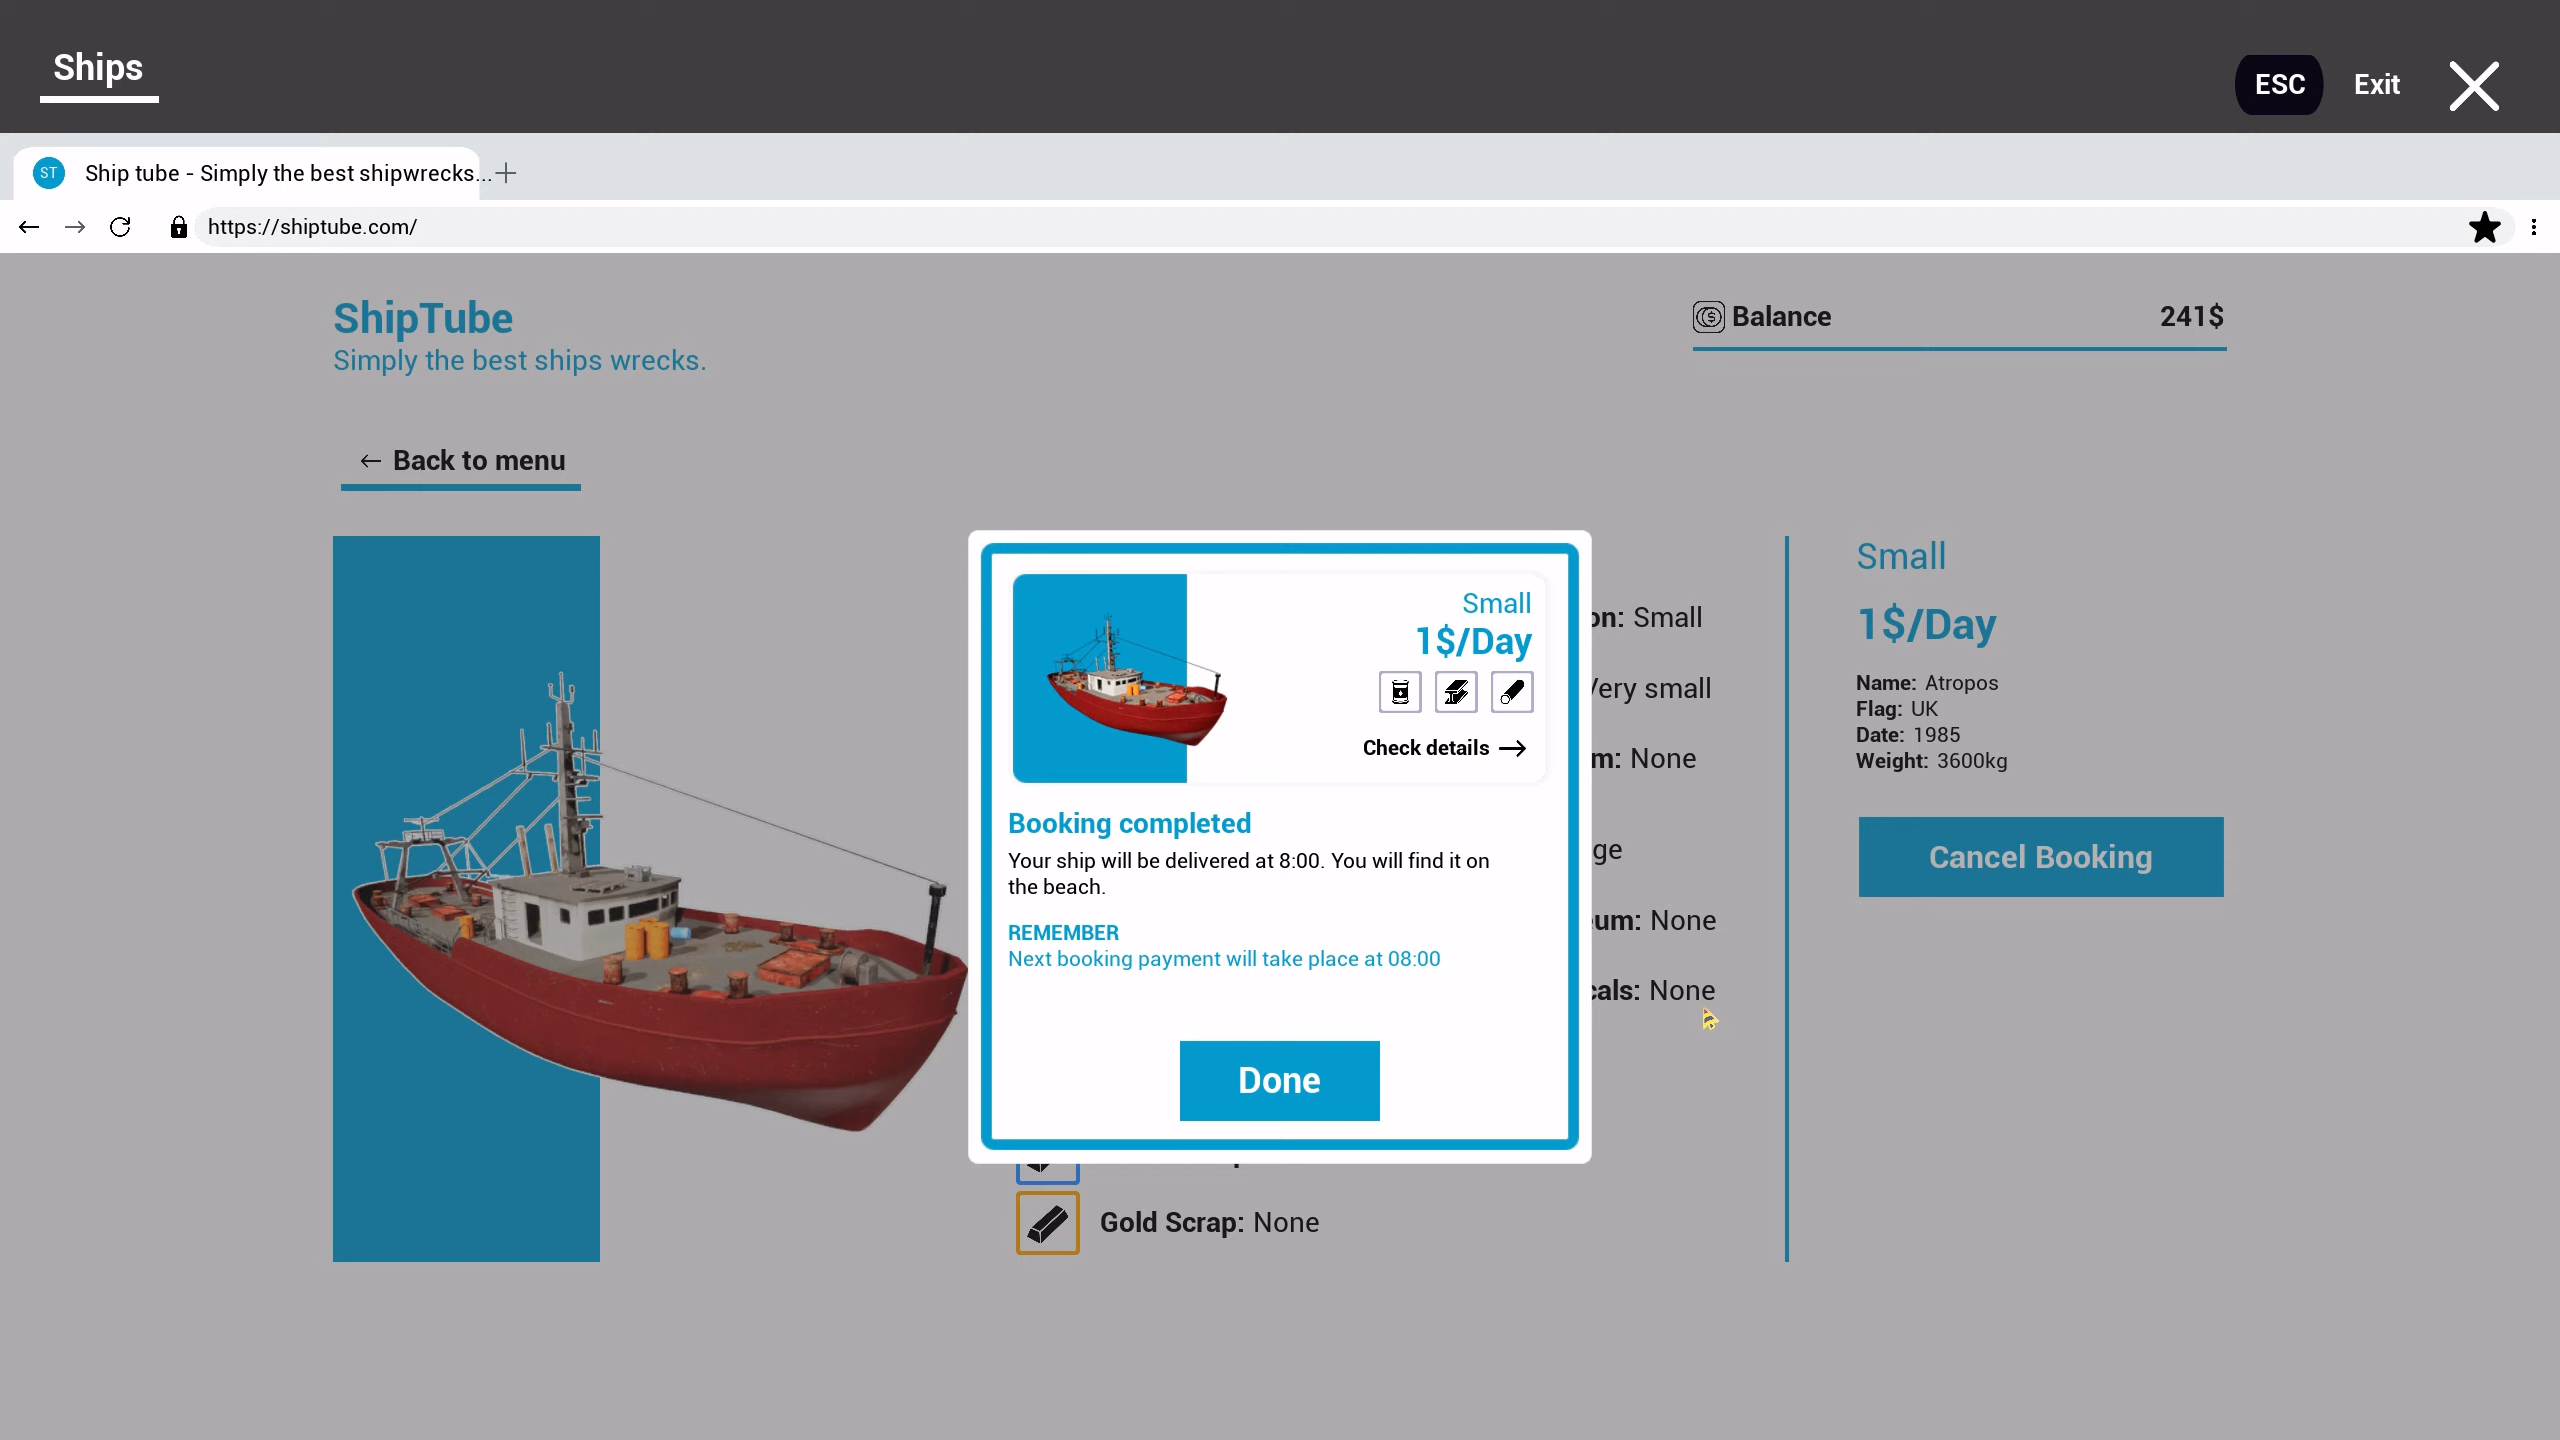 Ships
ESC Exit
ST Ship tube - Simply the best shipwrecks...
https://shiptube.com/
ShipTube
Simply the best ships wrecks.
Balance 241$
Back to menu
Small
1$/Day
Check details
Booking completed
Your ship will be delivered at 8:00. You will find it on
the beach.
REMEMBER
Next booking payment will take place at 08:00
Done
Small
small
None
None
None
Gold Scrap: None
Small
1$/Day
Name: Atropos
Flag: UK
Date: 1985
Weight: 3600kg
Cancel Booking